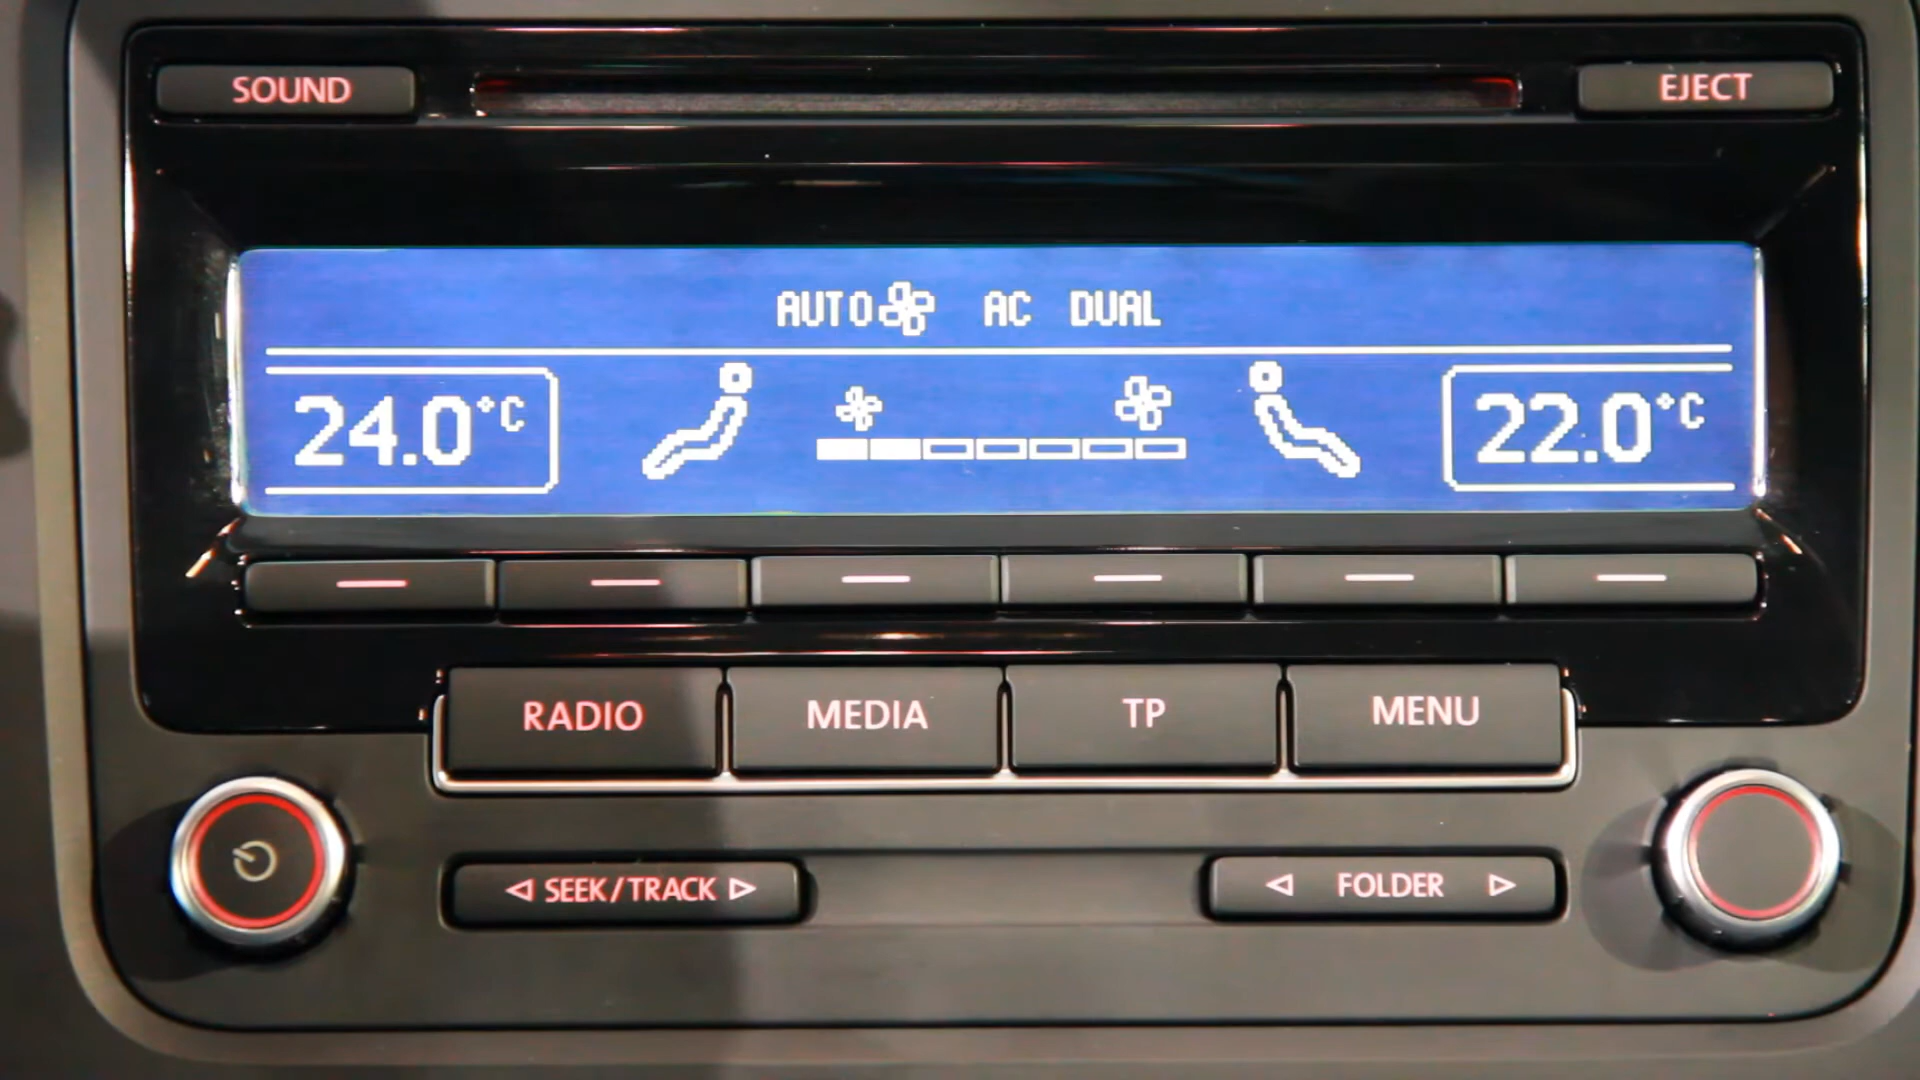 SOUND EJECT
AUTO AC DUAL
24.0°C 22.0°C
RADIO MEDIA TP MENU
SEEK/TRACK FOLDER